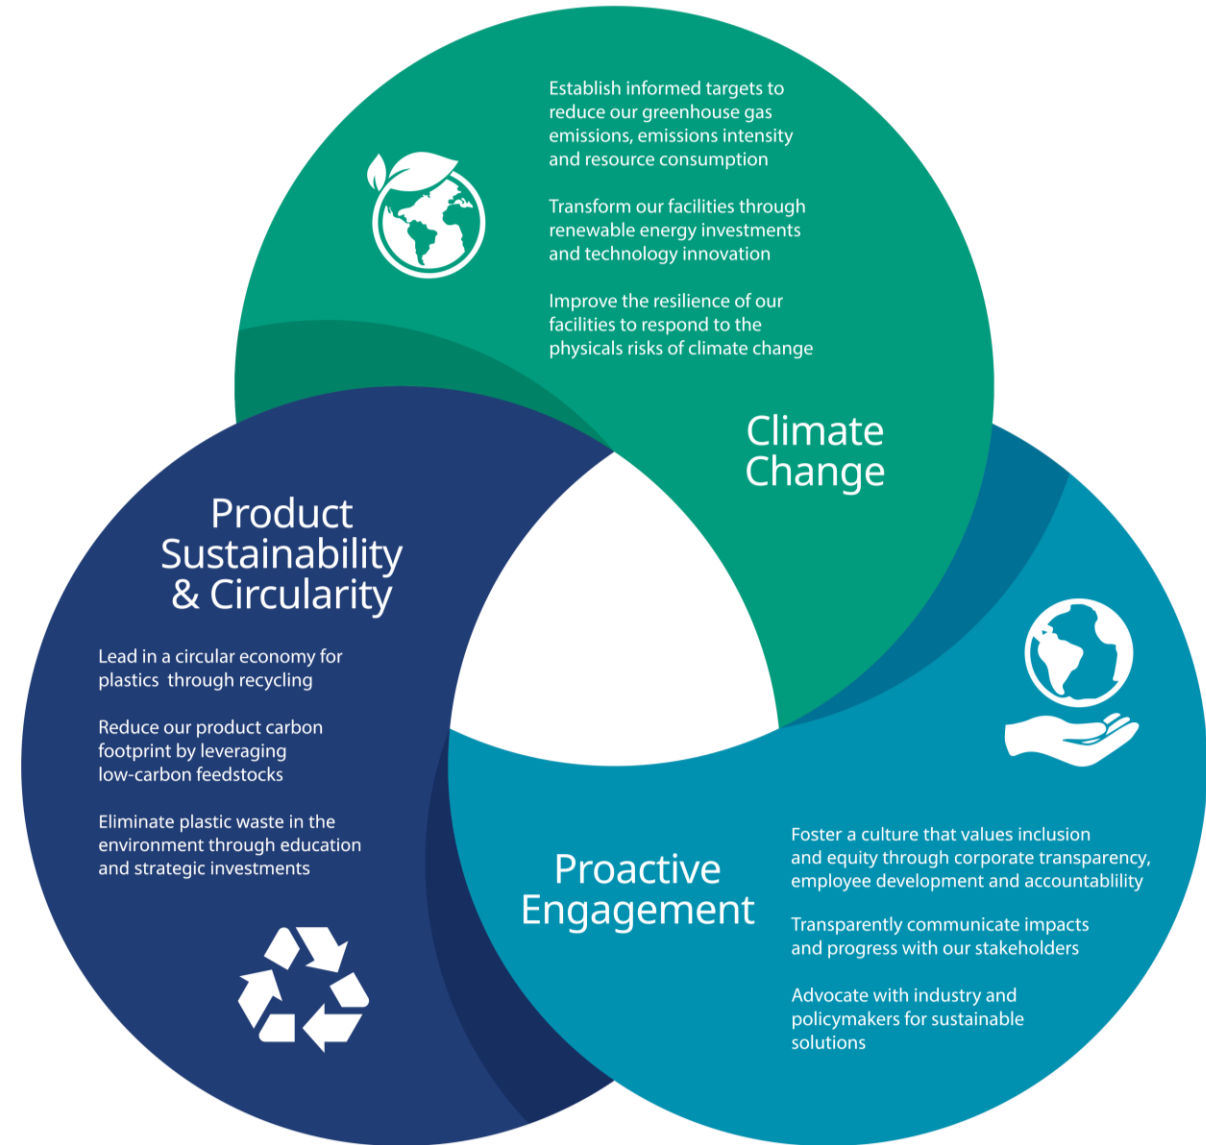 Establish informed targets to
reduce our greenhouse gas
emissions, emissions intensity
and resource consumption
Transform our facilities through
renewable energy investments
and technology innovation
Improve the resilience of our
facilities to respond to the
physicals risks of climate change
Climate
Change
Product
Sustainability
& Circularity
Lead in a circular economy for
plastics through recycling
Reduce our product carbon
footprint by leveraging
low-carbon feedstocks
Eliminate plastic waste in the
environment through education
and strategic investments
Proactive
Engagement
Foster a culture that values inclusion
and equity through corporate transparency,
employee development and accountablility
Transparently communicate impacts
and progress with our stakeholders
Advocate with industry and
policymakers for sustainable
solutions